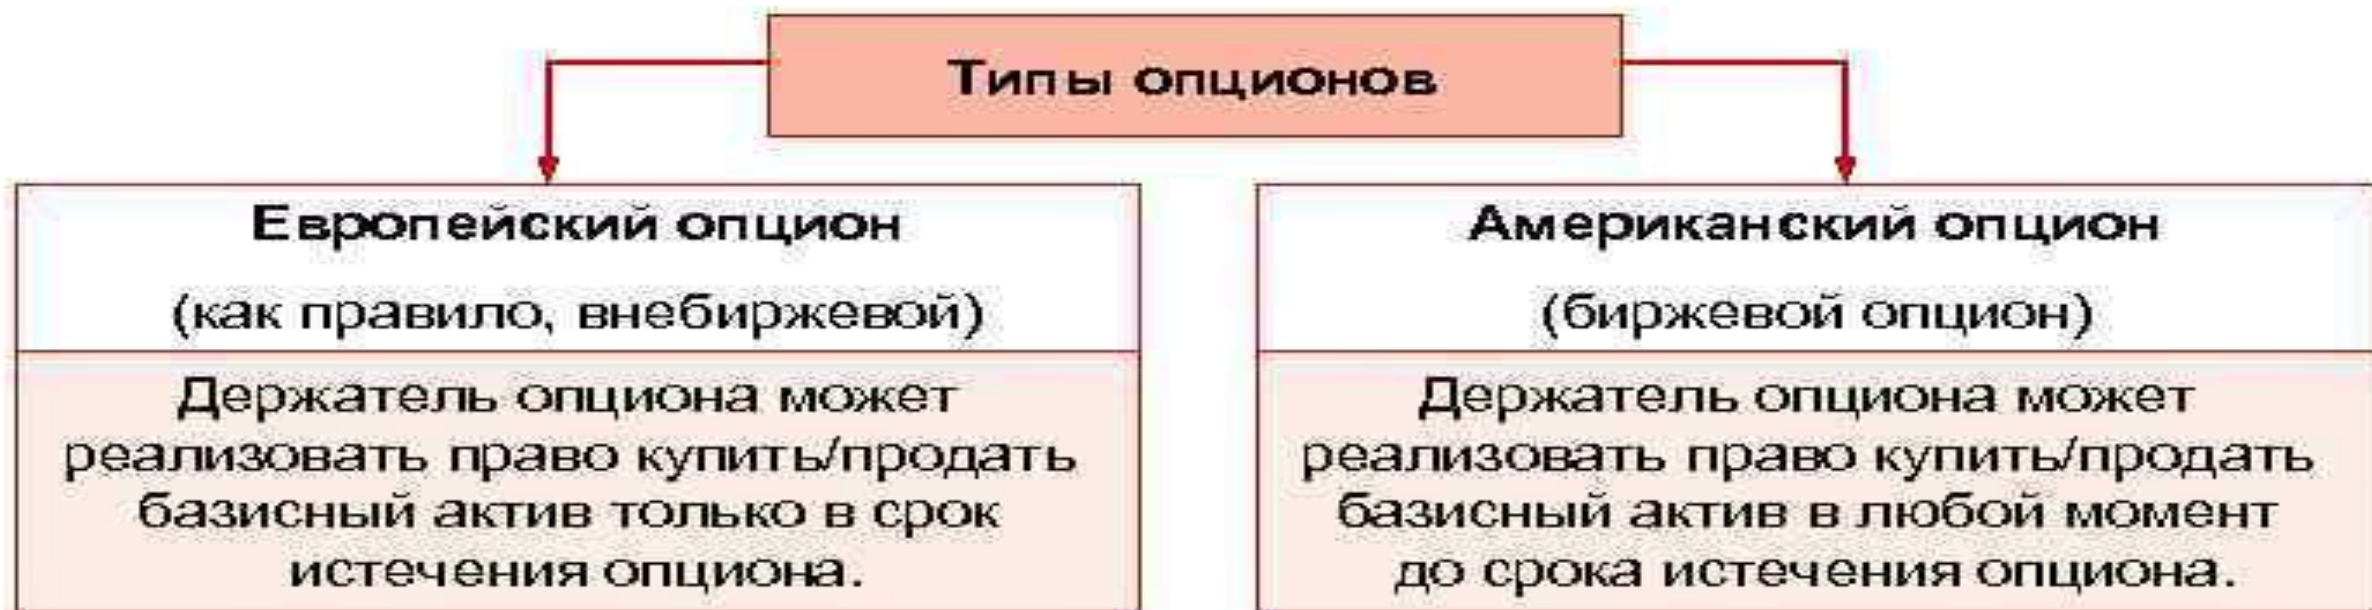 Типы опционов
Европейский опцион
(как правило, внебиржевой)
Держатель опциона может
реализовать право купить/продать
базисный актив только в срок
истечения опциона.
Американский опцион
(биржевой опцион)
Держатель опциона может
реализовать право купить/продать
базисный актив в любой момент
до срока истечения опциона.